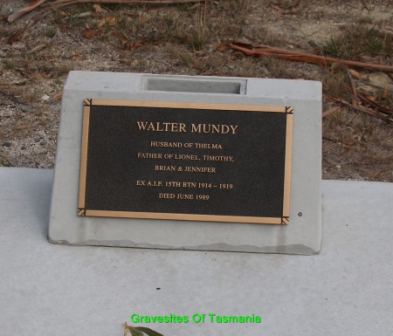 WALTER MUNDY
HUSBAND OF THELMA
FATHER OF LIONEL, TIMOTHY,
BRIAN & JENNIFER
EX A.I.F. 15TH BTN 1914 – 1919
DIED JUNE 1989
Gravesites Of Tasmania